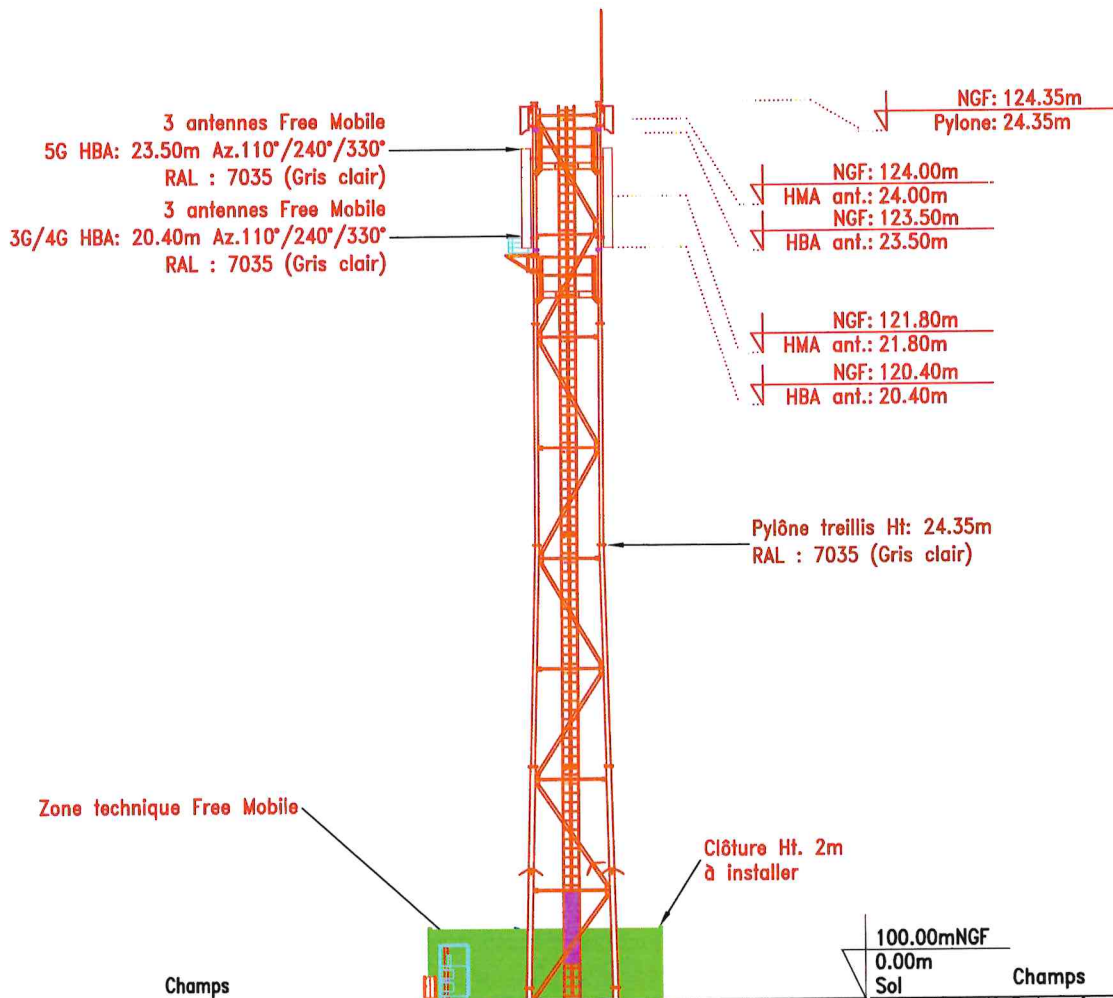 3 antennes Free Mobile
5G HBA: 23.50m Az.110°/240°/330°
RAL : 7035 (Gris clair)
3 antennes Free Mobile
3G/4G HBA: 20.40m Az.110°/240°/330°
RAL : 7035 (Gris clair)
NGF: 124.35m
Pylone: 24.35m
NGF: 124.00m
HMA ant.: 24.00m
NGF: 123.50m
HBA ant.: 23.50m
NGF: 121.80m
HMA ant.: 21.80m
NGF: 120.40m
HBA ant.: 20.40m
Pylône treillis Ht: 24.35m
RAL : 7035 (Gris clair)
Zone technique Free Mobile
Clôture Ht. 2m
à installer
100.00mNGF
0.00m
Sol
Champs
Champs